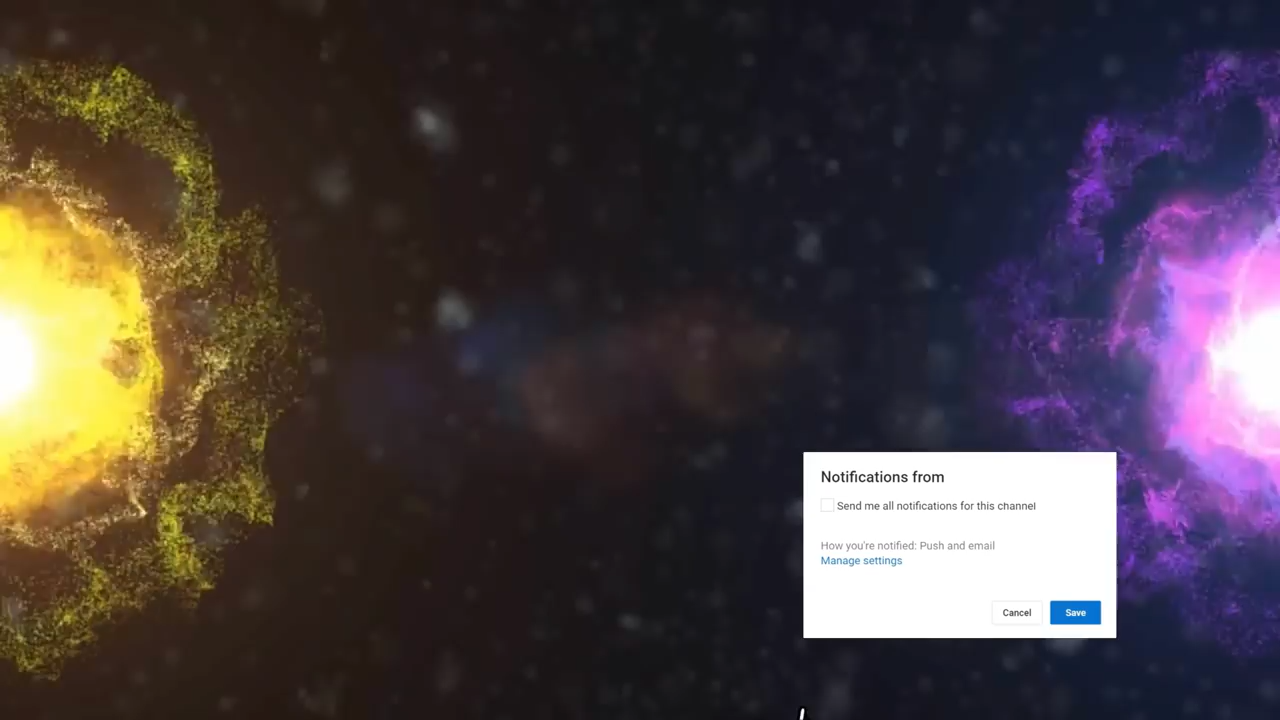 Notifications from
Send me all notifications for this channel
How you're notified: Push and email
Manage settings
Cancel
Save